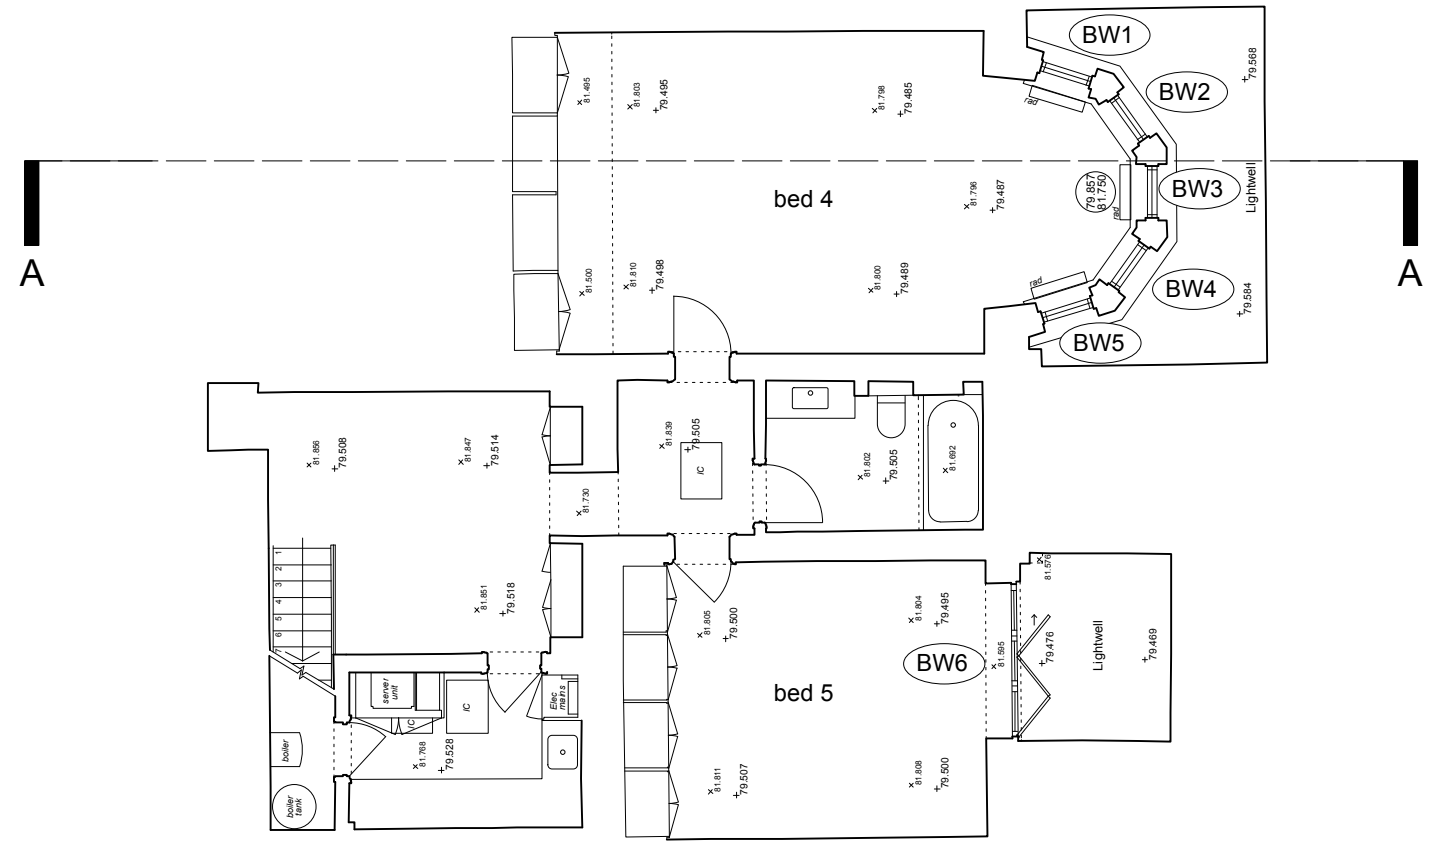 BW1
BW2
79.568
81.495
81.803
79.495
81.798
79.485
rad
A
bed 4
81.796
79.487
79.857
81.750
rad
BW3
Lightwell
A
81.500
81.810
79.498
81.800
79.489
rad
BW4
79.584
BW5
81.856
79.508
81.847
79.514
81.839
79.505
IC
81.802
79.505
81.692
81.730
1
2
3
4
5
6
7
81.851
79.518
81.805
79.500
81.804
79.495
81.576
BW6
81.595
79.476
Lightwell
79.469
bed 5
server
unit
IC
IC
Elec
mains
boiler
81.768
79.528
boiler
tank
81.811
79.507
81.808
79.500